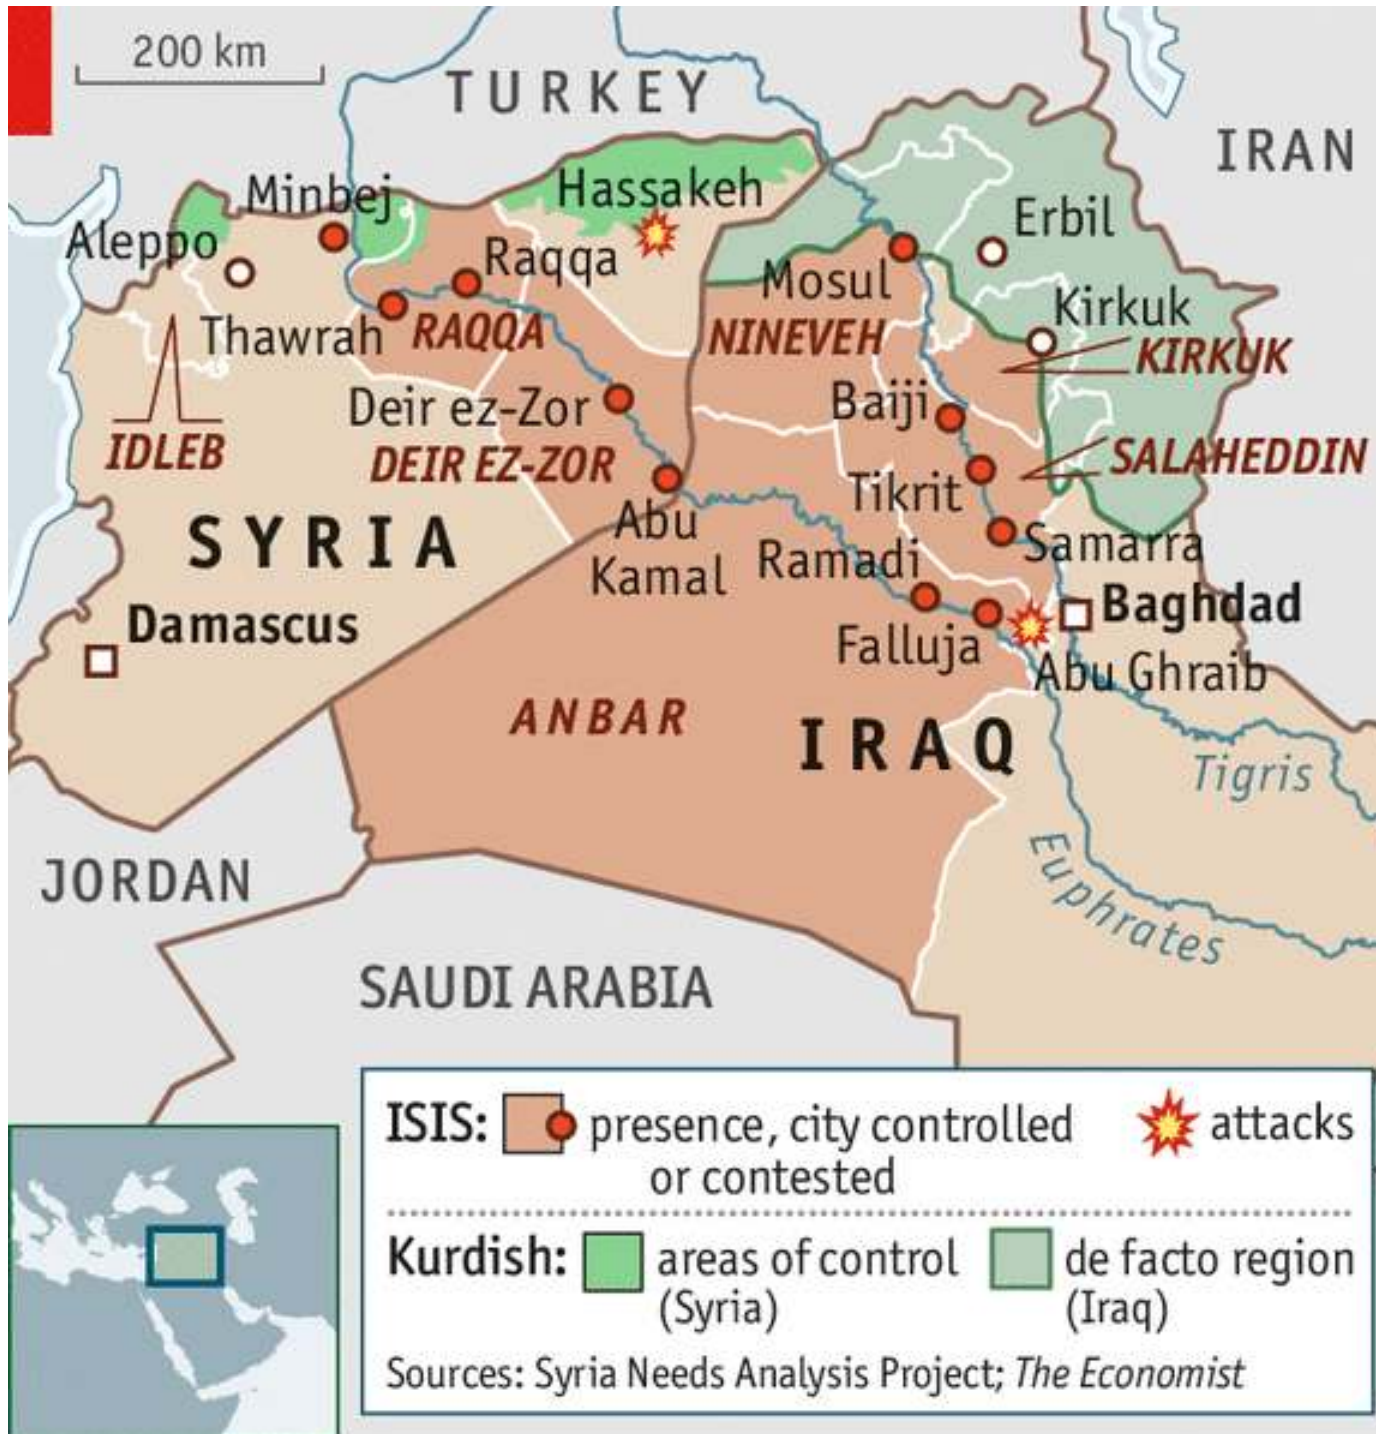 200 km
TURKEY
IRAN
Minbej
Hassakeh
Aleppo
Erbil
Raqqa
Mosul
Kirkuk
Thawrah
RAQQA
NINEVEH
KIRKUK
Deir ez-Zor
Baiji
IDLEB
DEIR EZ-ZOR
SALAHEDDIN
Tikrit
SYRIA
Abu
Kamal
Ramadi
Samarra
Damascus
Baghdad
Falluja
Abu Ghraib
ANBAR
IRAQ
Tigris
JORDAN
Euphrates
SAUDI ARABIA
ISIS: presence, city controlled
or contested
attacks
Kurdish: areas of control
(Syria)
de facto region
(Iraq)
Sources: Syria Needs Analysis Project; The Economist